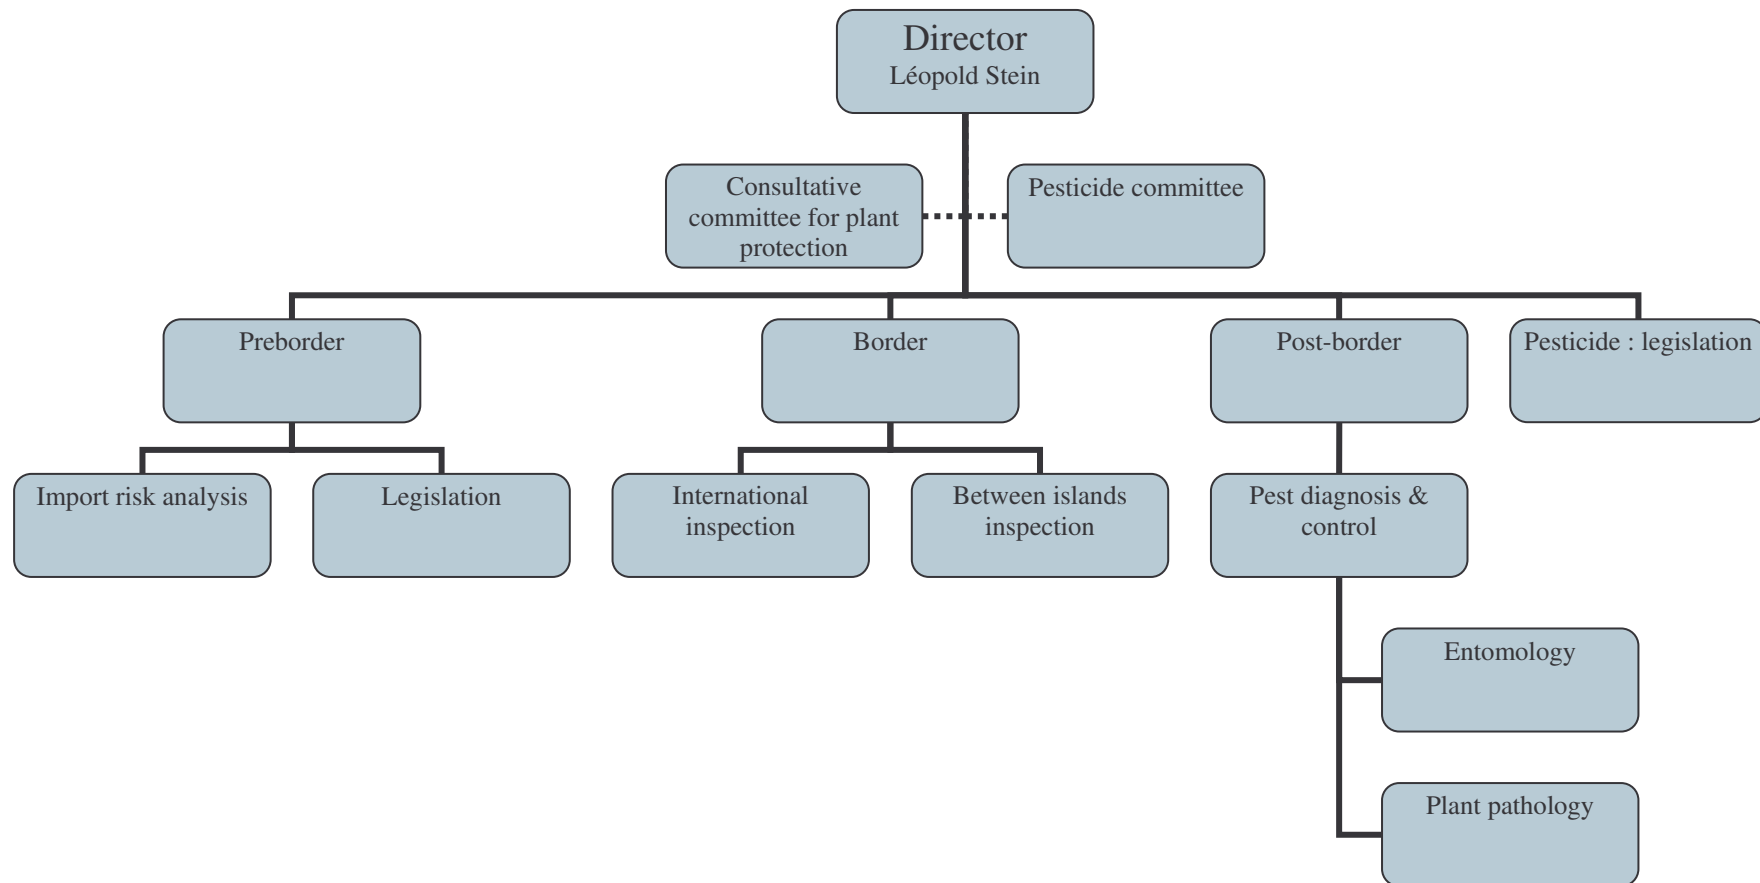 Director
Léopold Stein
Consultative
committee for plant
protection
Pesticide committee
Preborder
Border
Post-border
Pesticide : legislation
Import risk analysis
Legislation
International
inspection
Between islands
inspection
Pest diagnosis &
control
Entomology
Plant pathology